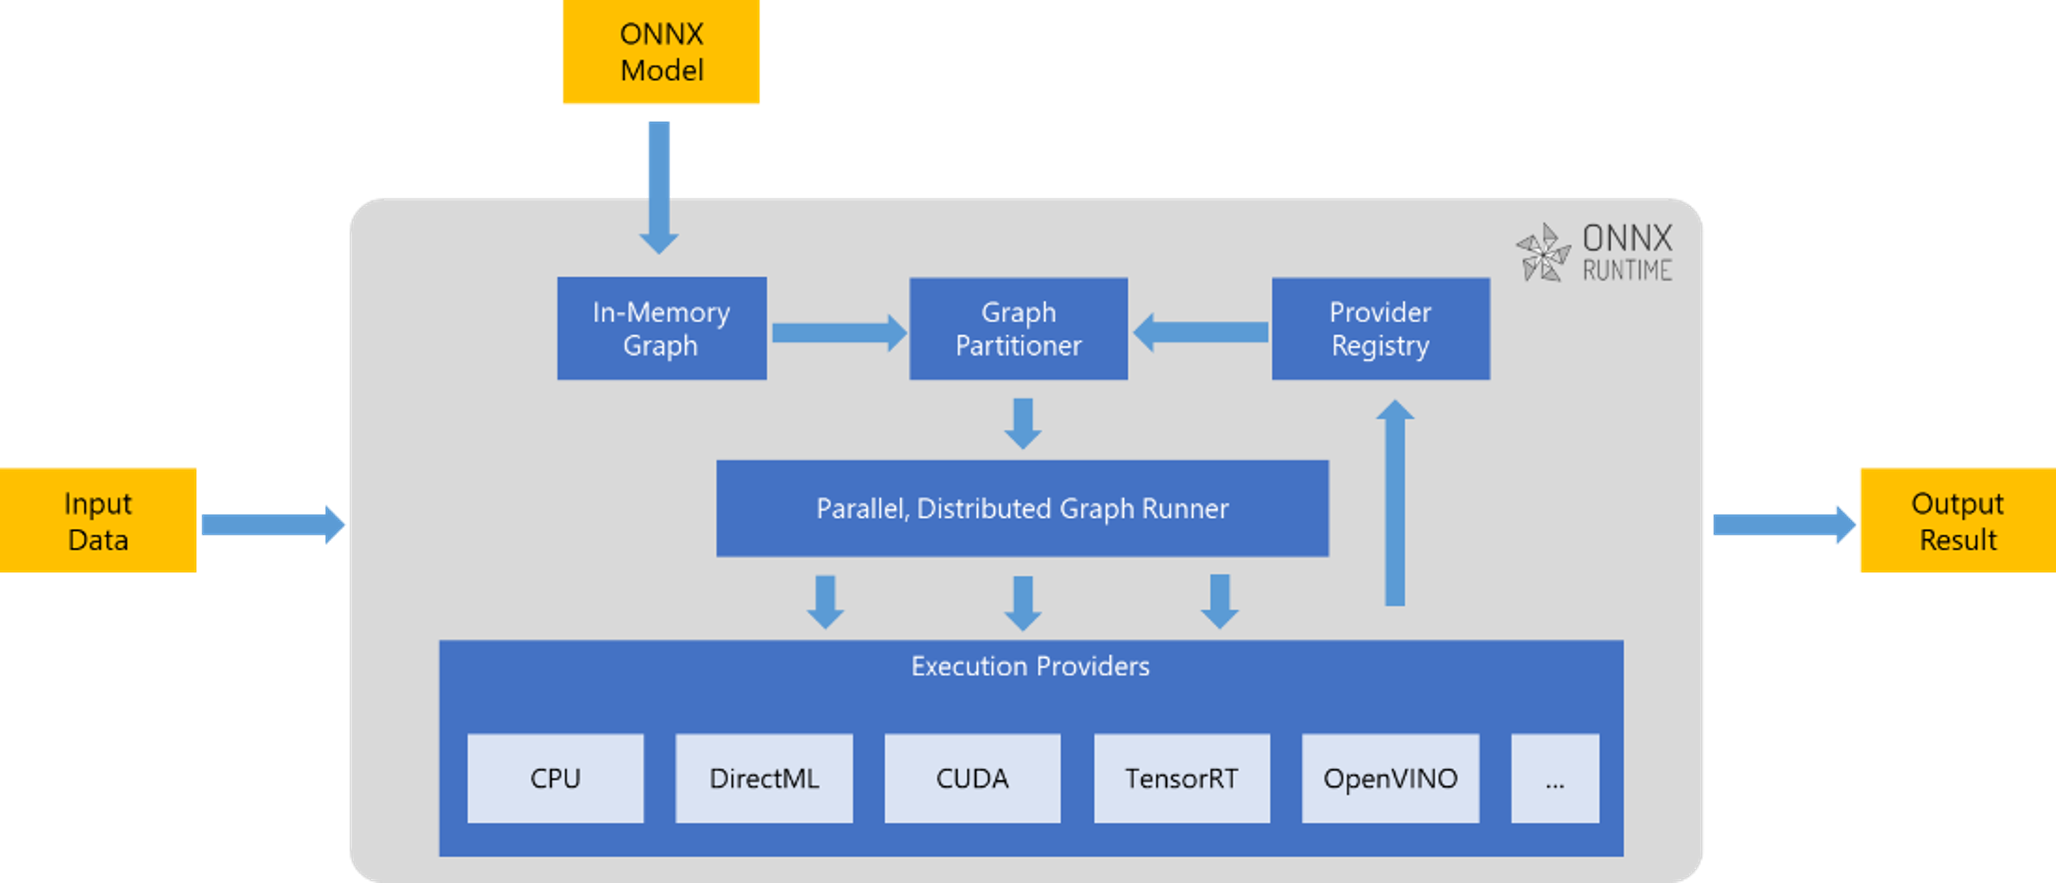 ONNX
Model
ONNX
RUNTIME
In-Memory
Graph
Graph
Partitioner
Provider
Registry
Input
Data
Parallel, Distributed Graph Runner
Output
Result
Execution Providers
CPU
DirectML
CUDA
TensorRT
OpenVINO
...